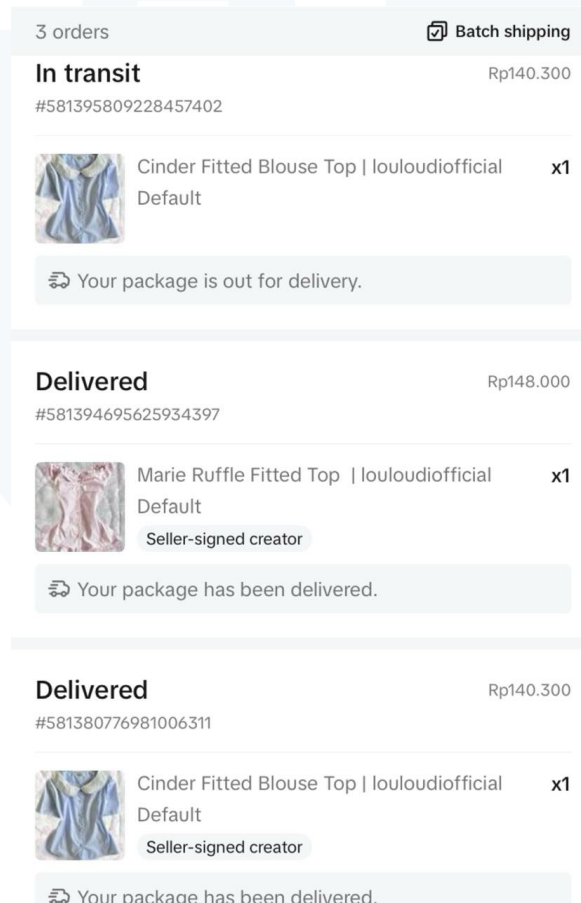 3 orders
Batch shipping
In transit
Rp140.300
#581395809228457402
Cinder Fitted Blouse Top | louloudiofficial
x1
Default
Your package is out for delivery.
Delivered
Rp148.000
#581394695625934397
Marie Ruffle Fitted Top | louloudiofficial
x1
Default
Seller-signed creator
Your package has been delivered.
Delivered
Rp140.300
#581380776981006311
Cinder Fitted Blouse Top | louloudiofficial
x1
Default
Seller-signed creator
Your package has been delivered.